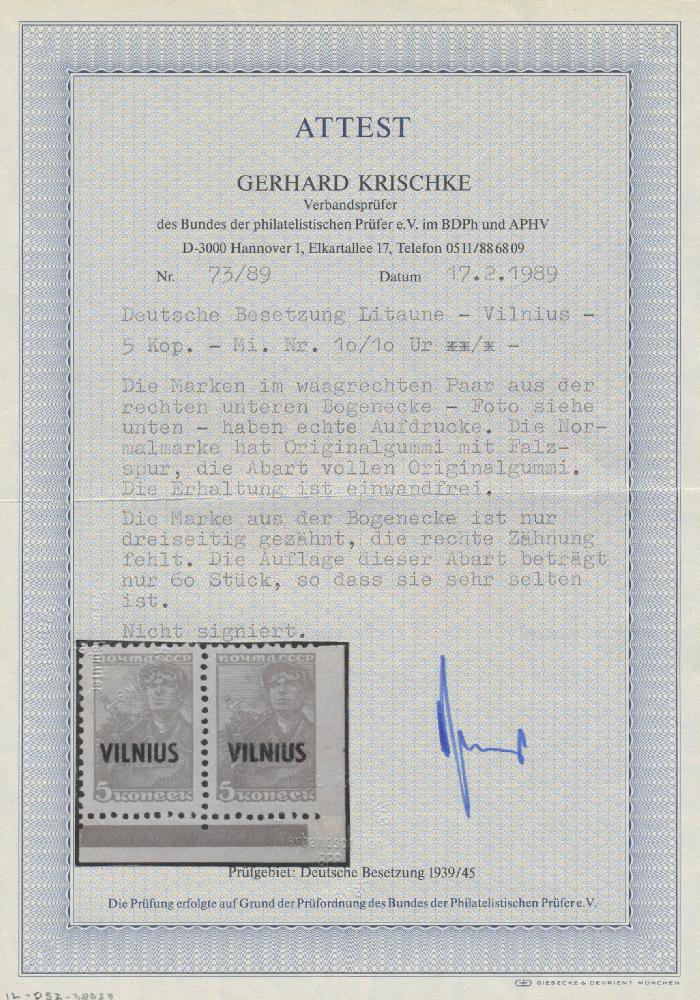 ATTEST
GERHARD KRISCHKE
Verbandsprüfer
des Bundes der philatelistischen Prüfer e.V. im BDPh und APHV
D-3000 Hannover 1, Elkartallee 17, Telefon 0511/886809
Nr. 73/89 Datum 17.2.1989
Deutsche Besetzung Litaune - Vilnius -
5 Kop. - Mi. Nr. 1o/1o Ur **/* -
Die Marken im waagrechten Paar aus der
rechten unteren Bogenecke - Foto siehe
unten - haben echte Aufdrucke. Die Nor-
malmarke hat Originalgummi mit Falz-
spur, die Abart vollen Originalgummi.
Die Erhaltung ist einwandfrei.
Die Marke aus der Bogenecke ist nur
dreiseitig gezähnt, die rechte Zähnung
fehlt. Die Auflage dieser Abart beträgt
nur 6o Stück, so dass sie sehr selten
ist.
Nicht signiert.
ПОЧТА СССР ПОЧТА СССР
VILNIUS VILNIUS
5 копеек 5 копеек
Prüfgebiet: Deutsche Besetzung 1939/45
Die Prüfung erfolgte auf Grund der Prüfordnung des Bundes der Philatelistischen Prüfer e.V.
GIESECKE & DEVRIENT MÜNCHEN